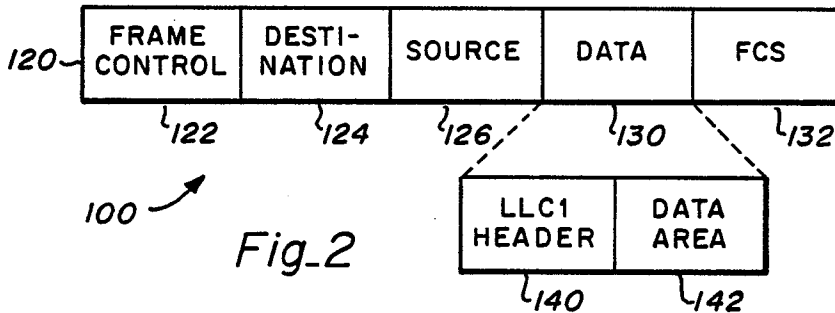 120 FRAME CONTROL DESTI- NATION SOURCE DATA FCS
122 124 126 130 132
100
LLC1 HEADER DATA AREA
140 142
Fig_2